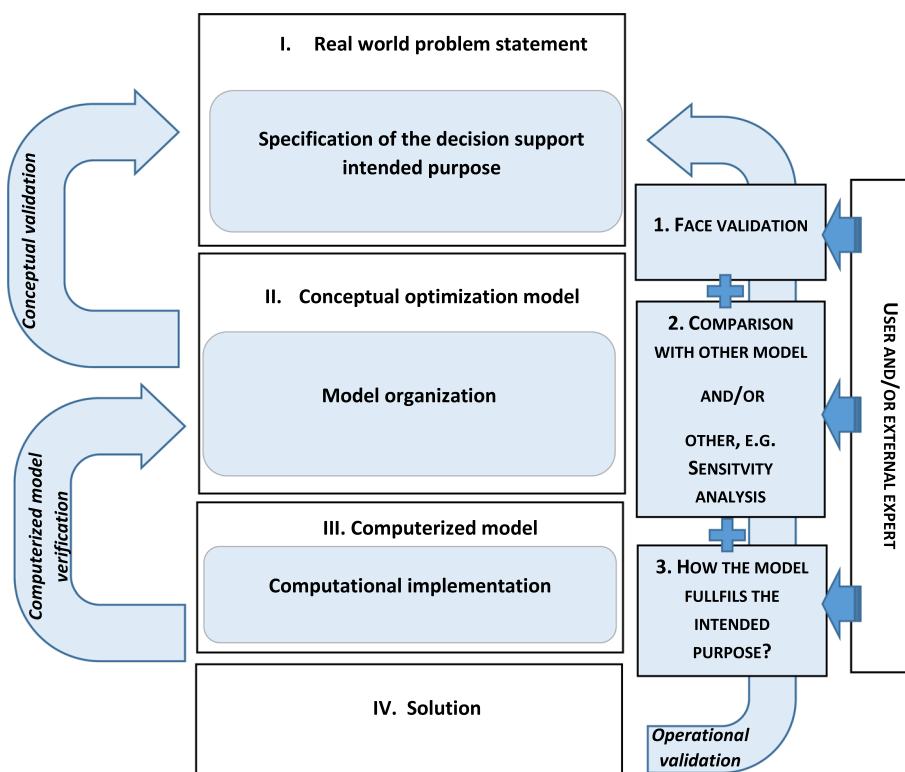 I. Real world problem statement
Specification of the decision support
intended purpose
Conceptual validation
II. Conceptual optimization model
Model organization
Computerized model
verification
III. Computerized model
Computational implementation
IV. Solution
1. FACE VALIDATION
2. COMPARISON
WITH OTHER MODEL
AND/OR
OTHER, E.G.
SENSITVITY
ANALYSIS
3. HOW THE MODEL
FULLFILS THE
INTENDED
PURPOSE?
Operational
validation
USER AND/OR EXTERNAL EXPERT